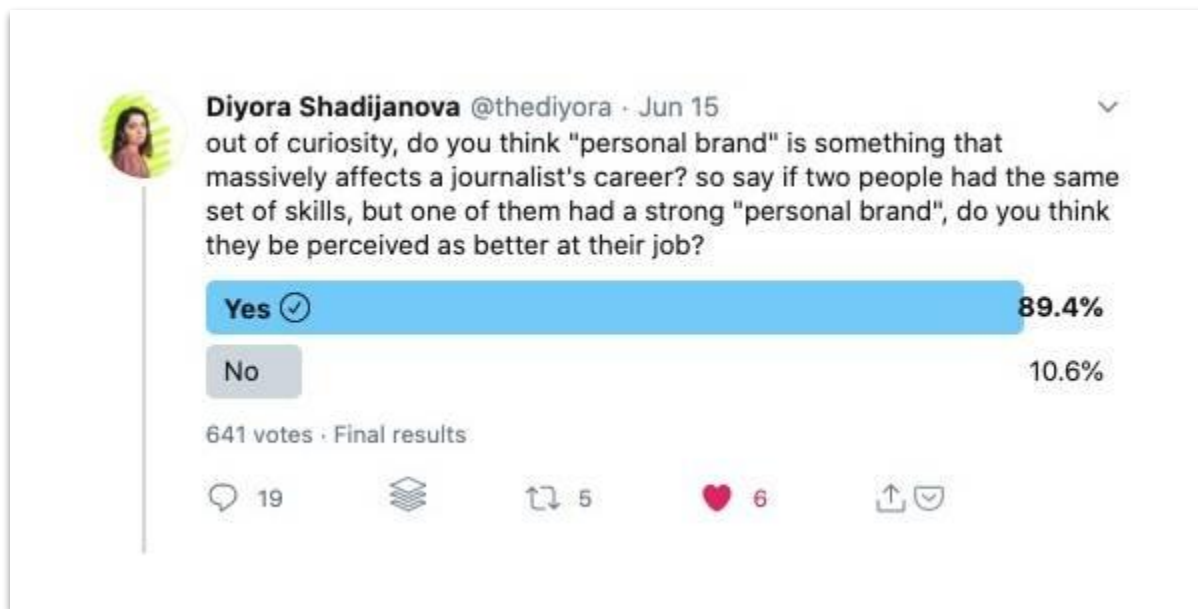 Diyora Shadijanova @thediyora · Jun 15
out of curiosity, do you think "personal brand" is something that
massively affects a journalist's career? so say if two people had the same
set of skills, but one of them had a strong "personal brand", do you think
they be perceived as better at their job?
Yes 89.4%
No 10.6%
641 votes · Final results
19 5 6